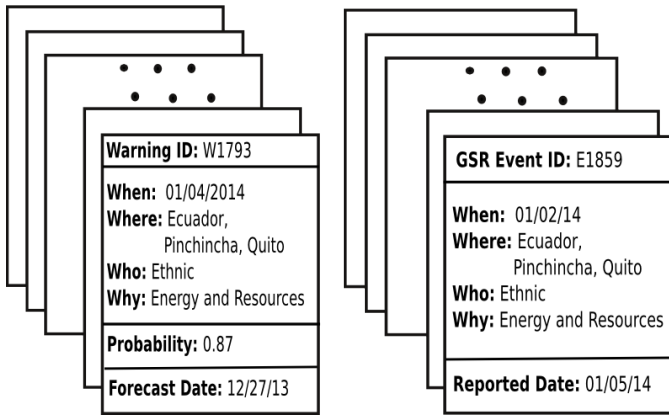 Warning ID: W1793
When: 01/04/2014
Where: Ecuador,
Pinchincha, Quito
Who: Ethnic
Why: Energy and Resources
Probability: 0.87
Forecast Date: 12/27/13
GSR Event ID: E1859
When: 01/02/14
Where: Ecuador,
Pinchincha, Quito
Who: Ethnic
Why: Energy and Resources
Reported Date: 01/05/14